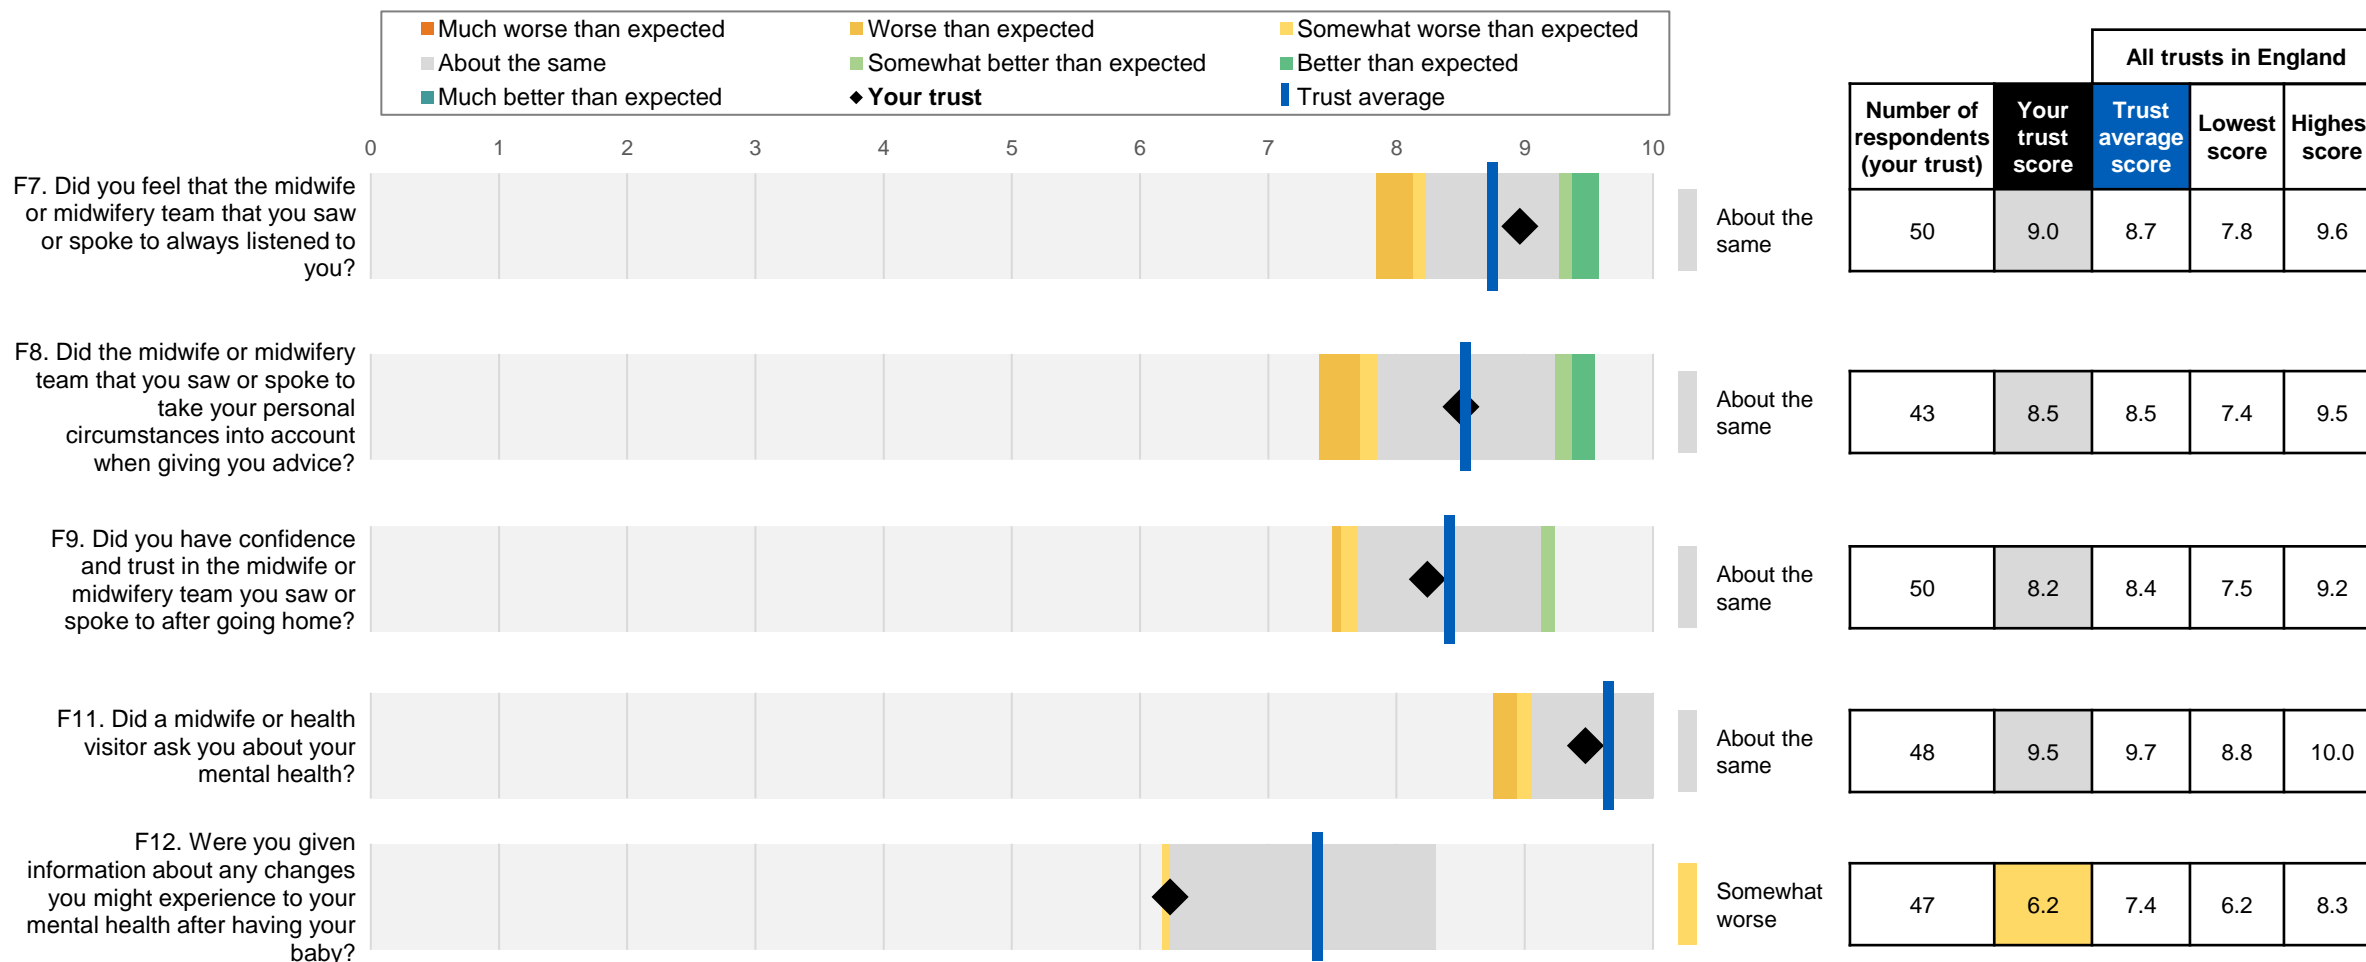 Much worse than expected
Worse than expected
Somewhat worse than expected
About the same
Somewhat better than expected
Better than expected
Much better than expected
Your trust
Trust average
All trusts in England
Number of
respondents
(your trust)
Your
trust
score
Trust
average
score
Lowest
score
Highes
score
0 1 2 3 4 5 6 7 8 9 10
F7. Did you feel that the midwife
or midwifery team that you saw
or spoke to always listened to
you?
About the
same
50 9.0 8.7 7.8 9.6
F8. Did the midwife or midwifery
team that you saw or spoke to
take your personal
circumstances into account
when giving you advice?
About the
same
43 8.5 8.5 7.4 9.5
F9. Did you have confidence
and trust in the midwife or
midwifery team you saw or
spoke to after going home?
About the
same
50 8.2 8.4 7.5 9.2
F11. Did a midwife or health
visitor ask you about your
mental health?
About the
same
48 9.5 9.7 8.8 10.0
F12. Were you given
information about any changes
you might experience to your
mental health after having your
baby?
Somewhat
worse
47 6.2 7.4 6.2 8.3